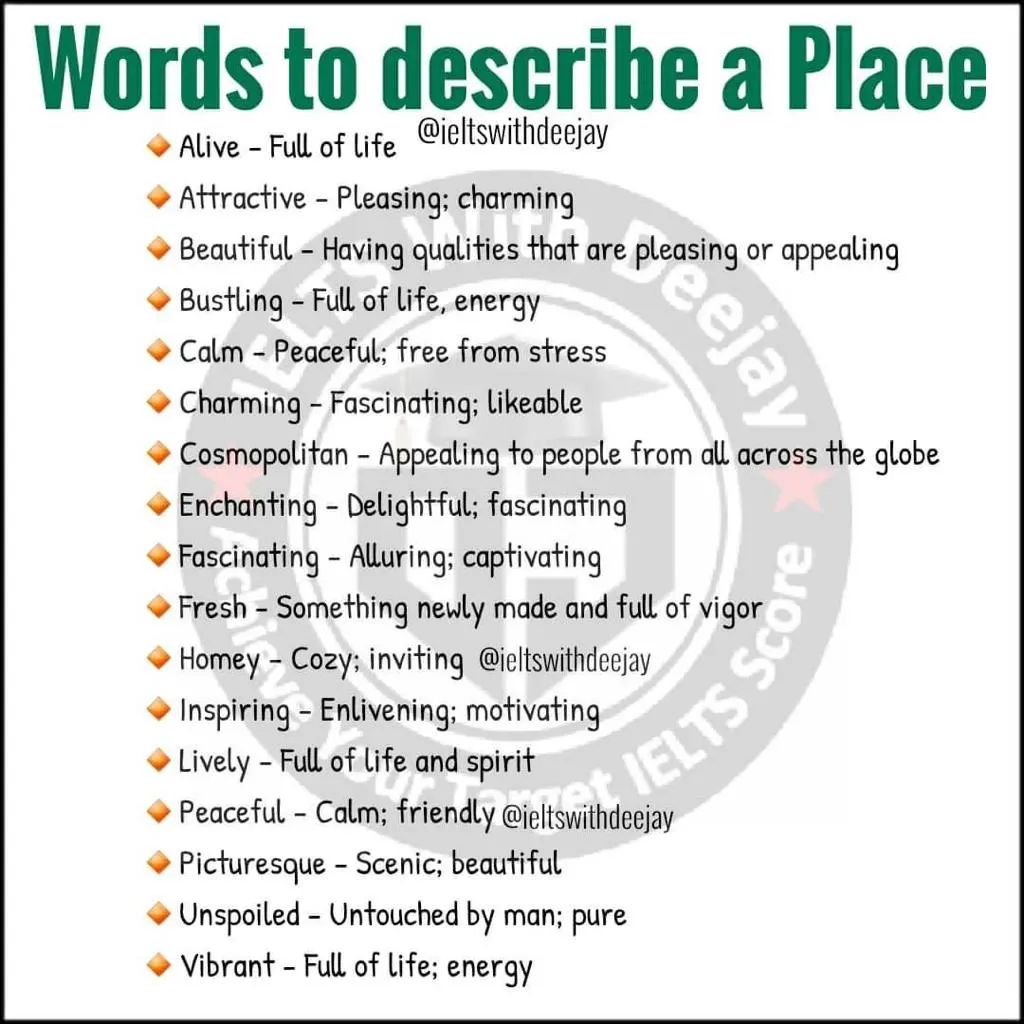 Words to describe a Place
@ieltswithdeejay
Alive – Full of life
Attractive – Pleasing; charming
Beautiful – Having qualities that are pleasing or appealing
Bustling – Full of life, energy
Calm – Peaceful; free from stress
Charming – Fascinating; likeable
Cosmopolitan – Appealing to people from all across the globe
Enchanting – Delightful; fascinating
Fascinating – Alluring; captivating
Fresh – Something newly made and full of vigor
Homey – Cozy; inviting @ieltswithdeejay
Inspiring – Enlivening; motivating
Lively – Full of life and spirit
Peaceful – Calm; friendly @ieltswithdeejay
Picturesque – Scenic; beautiful
Unspoiled – Untouched by man; pure
Vibrant – Full of life; energy
IELTS With Deejay
Achieve Your Target IELTS Score